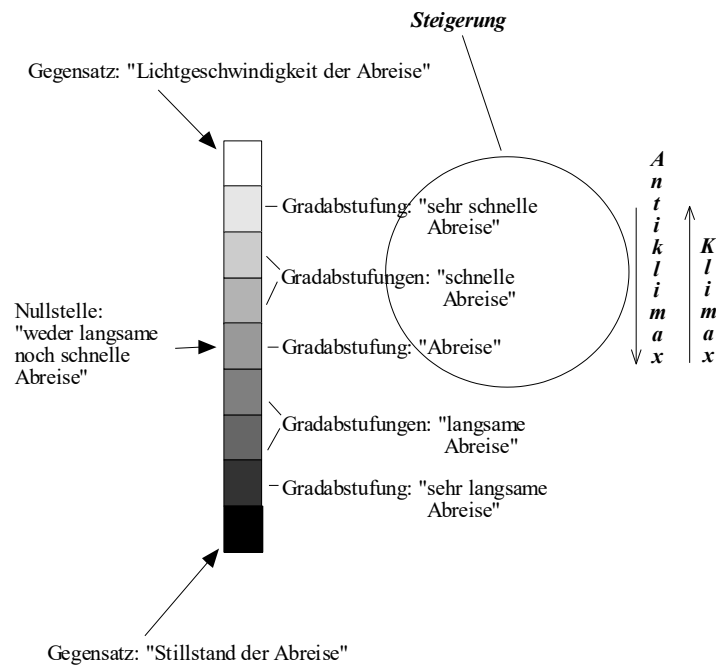 Steigerung
Gegensatz: "Lichtgeschwindigkeit der Abreise"
Antiklimax
Klimax
Gradabstufung: "sehr schnelle
Abreise"
Gradabstufungen: "schnelle
Abreise"
Nullstelle:
"weder langsame
noch schnelle
Abreise"
Gradabstufung: "Abreise"
Gradabstufungen: "langsame
Abreise"
Gradabstufung: "sehr langsame
Abreise"
Gegensatz: "Stillstand der Abreise"